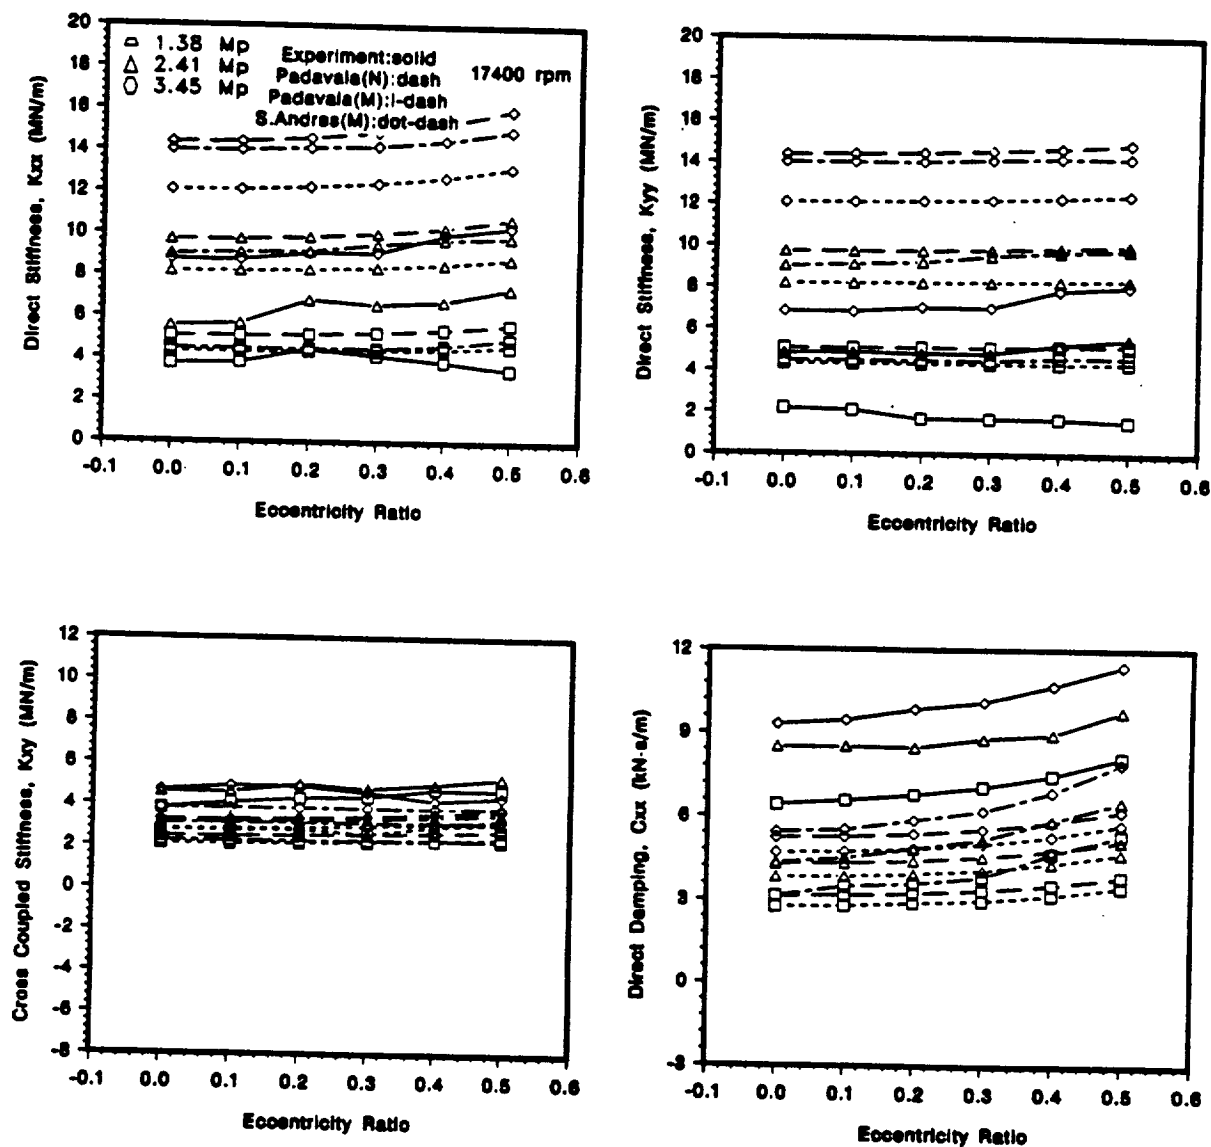 20
18
16
14
12
10
8
6
4
2
0
Direct Stiffness, Kxx (MN/m)
1.38 Mp
2.41 Mp
3.45 Mp
Experiment:solid
Padavala(N):dash
Padavala(M):l-dash
S.Andres(M):dot-dash
17400 rpm
-0.1 0.0 0.1 0.2 0.3 0.4 0.5 0.6
Eccentricity Ratio
20
18
16
14
12
10
8
6
4
2
0
Direct Stiffness, Kyy (MN/m)
-0.1 0.0 0.1 0.2 0.3 0.4 0.5 0.6
Eccentricity Ratio
12
10
8
6
4
2
0
-2
-4
-6
-8
Cross Coupled Stiffness, Kxy (MN/m)
-0.1 0.0 0.1 0.2 0.3 0.4 0.5 0.6
Eccentricity Ratio
12
9
6
3
0
-3
Direct Damping, Cxx (kN-s/m)
-0.1 0.0 0.1 0.2 0.3 0.4 0.5 0.6
Eccentricity Ratio